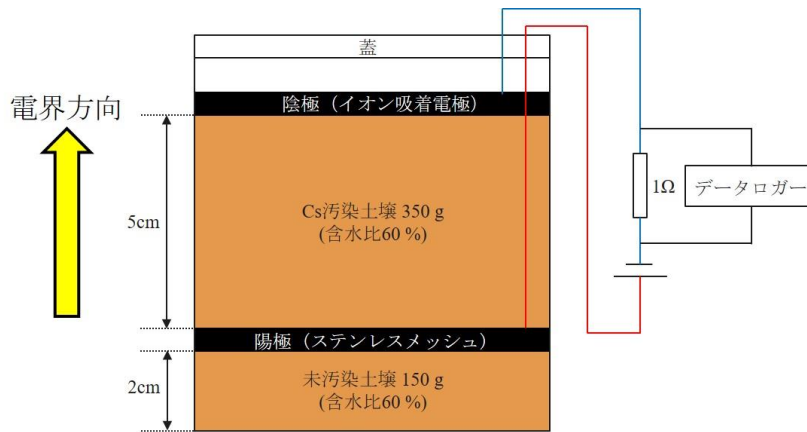 蓋
陰極（イオン吸着電極）
電界方向
5cm
Cs汚染土壌 350 g
(含水比60 %)
1Ω
データロガー
陽極（ステンレスメッシュ）
2cm
未汚染土壌 150 g
(含水比60 %)